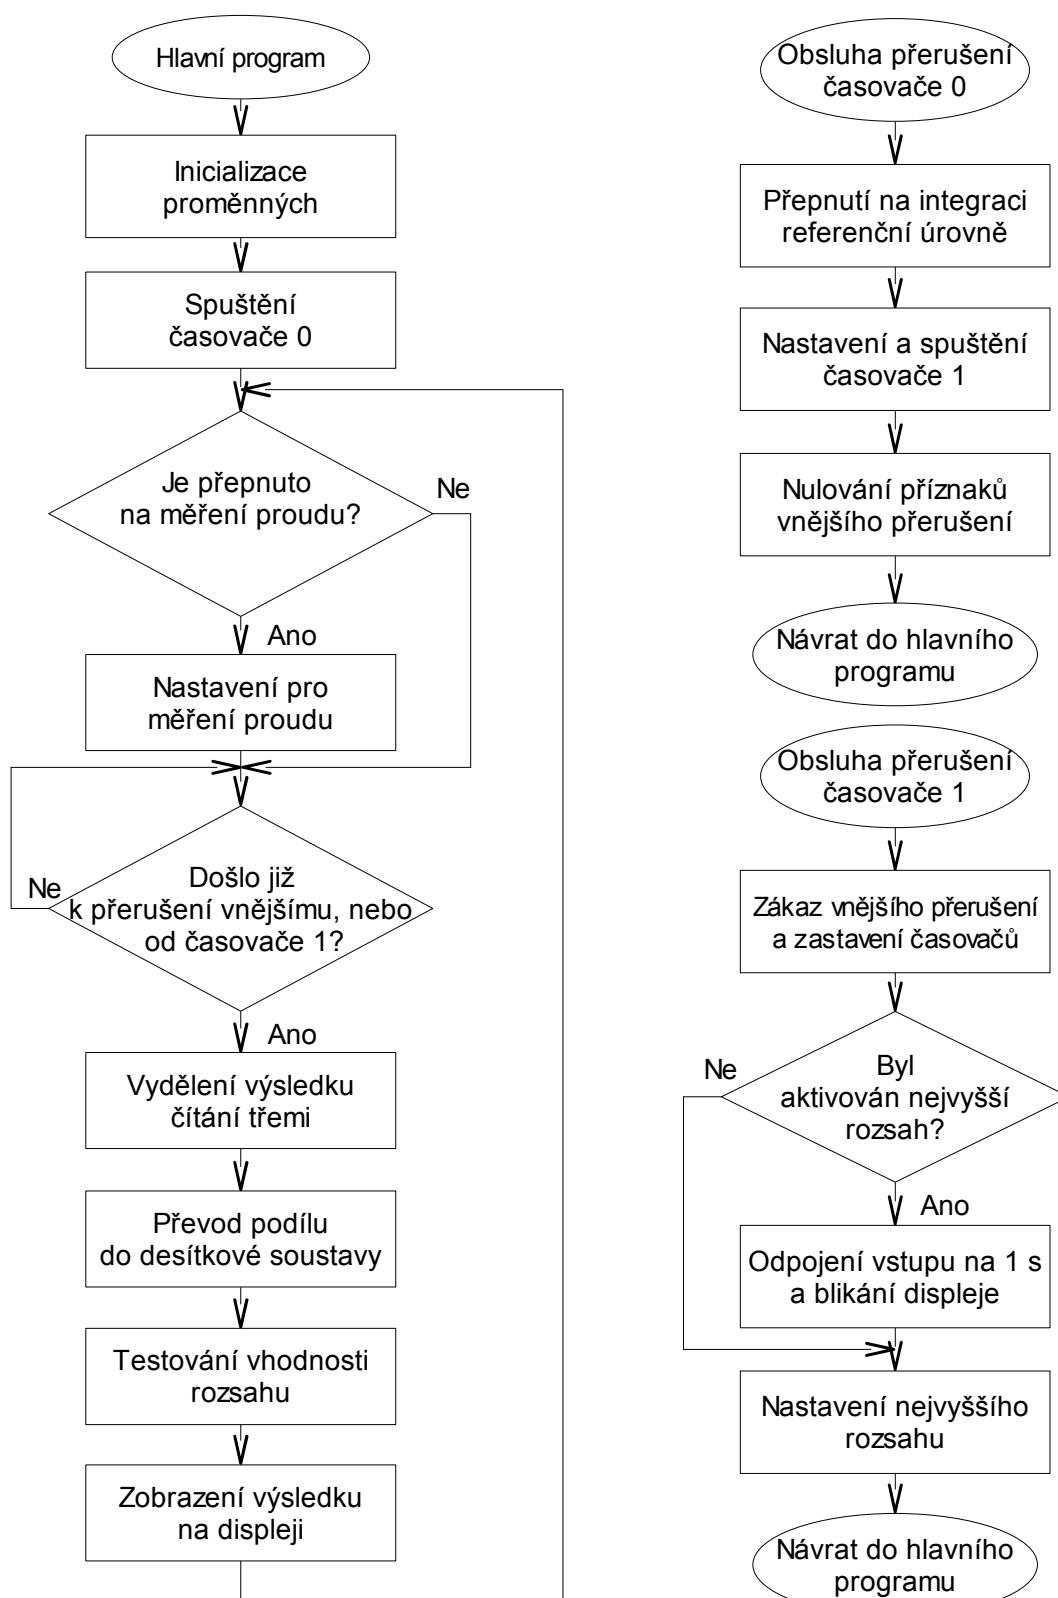 Hlavní program
Inicializace
proměnných
Spuštění
časovače 0
Je přepnuto
na měření proudu?
Ne
Ano
Nastavení pro
měření proudu
Došlo již
k přerušení vnějšímu, nebo
od časovače 1?
Ne
Ano
Vydělení výsledku
čítání třemi
Převod podílu
do desítkové soustavy
Testování vhodnosti
rozsahu
Zobrazení výsledku
na displeji
Obsluha přerušení
časovače 0
Přepnutí na integraci
referenční úrovně
Nastavení a spuštění
časovače 1
Nulování příznaků
vnějšího přerušení
Návrat do hlavního
programu
Obsluha přerušení
časovače 1
Zákaz vnějšího přerušení
a zastavení časovačů
Byl
aktivován nejvyšší
rozsah?
Ne
Ano
Odpojení vstupu na 1 s
a blikání displeje
Nastavení nejvyššího
rozsahu
Návrat do hlavního
programu